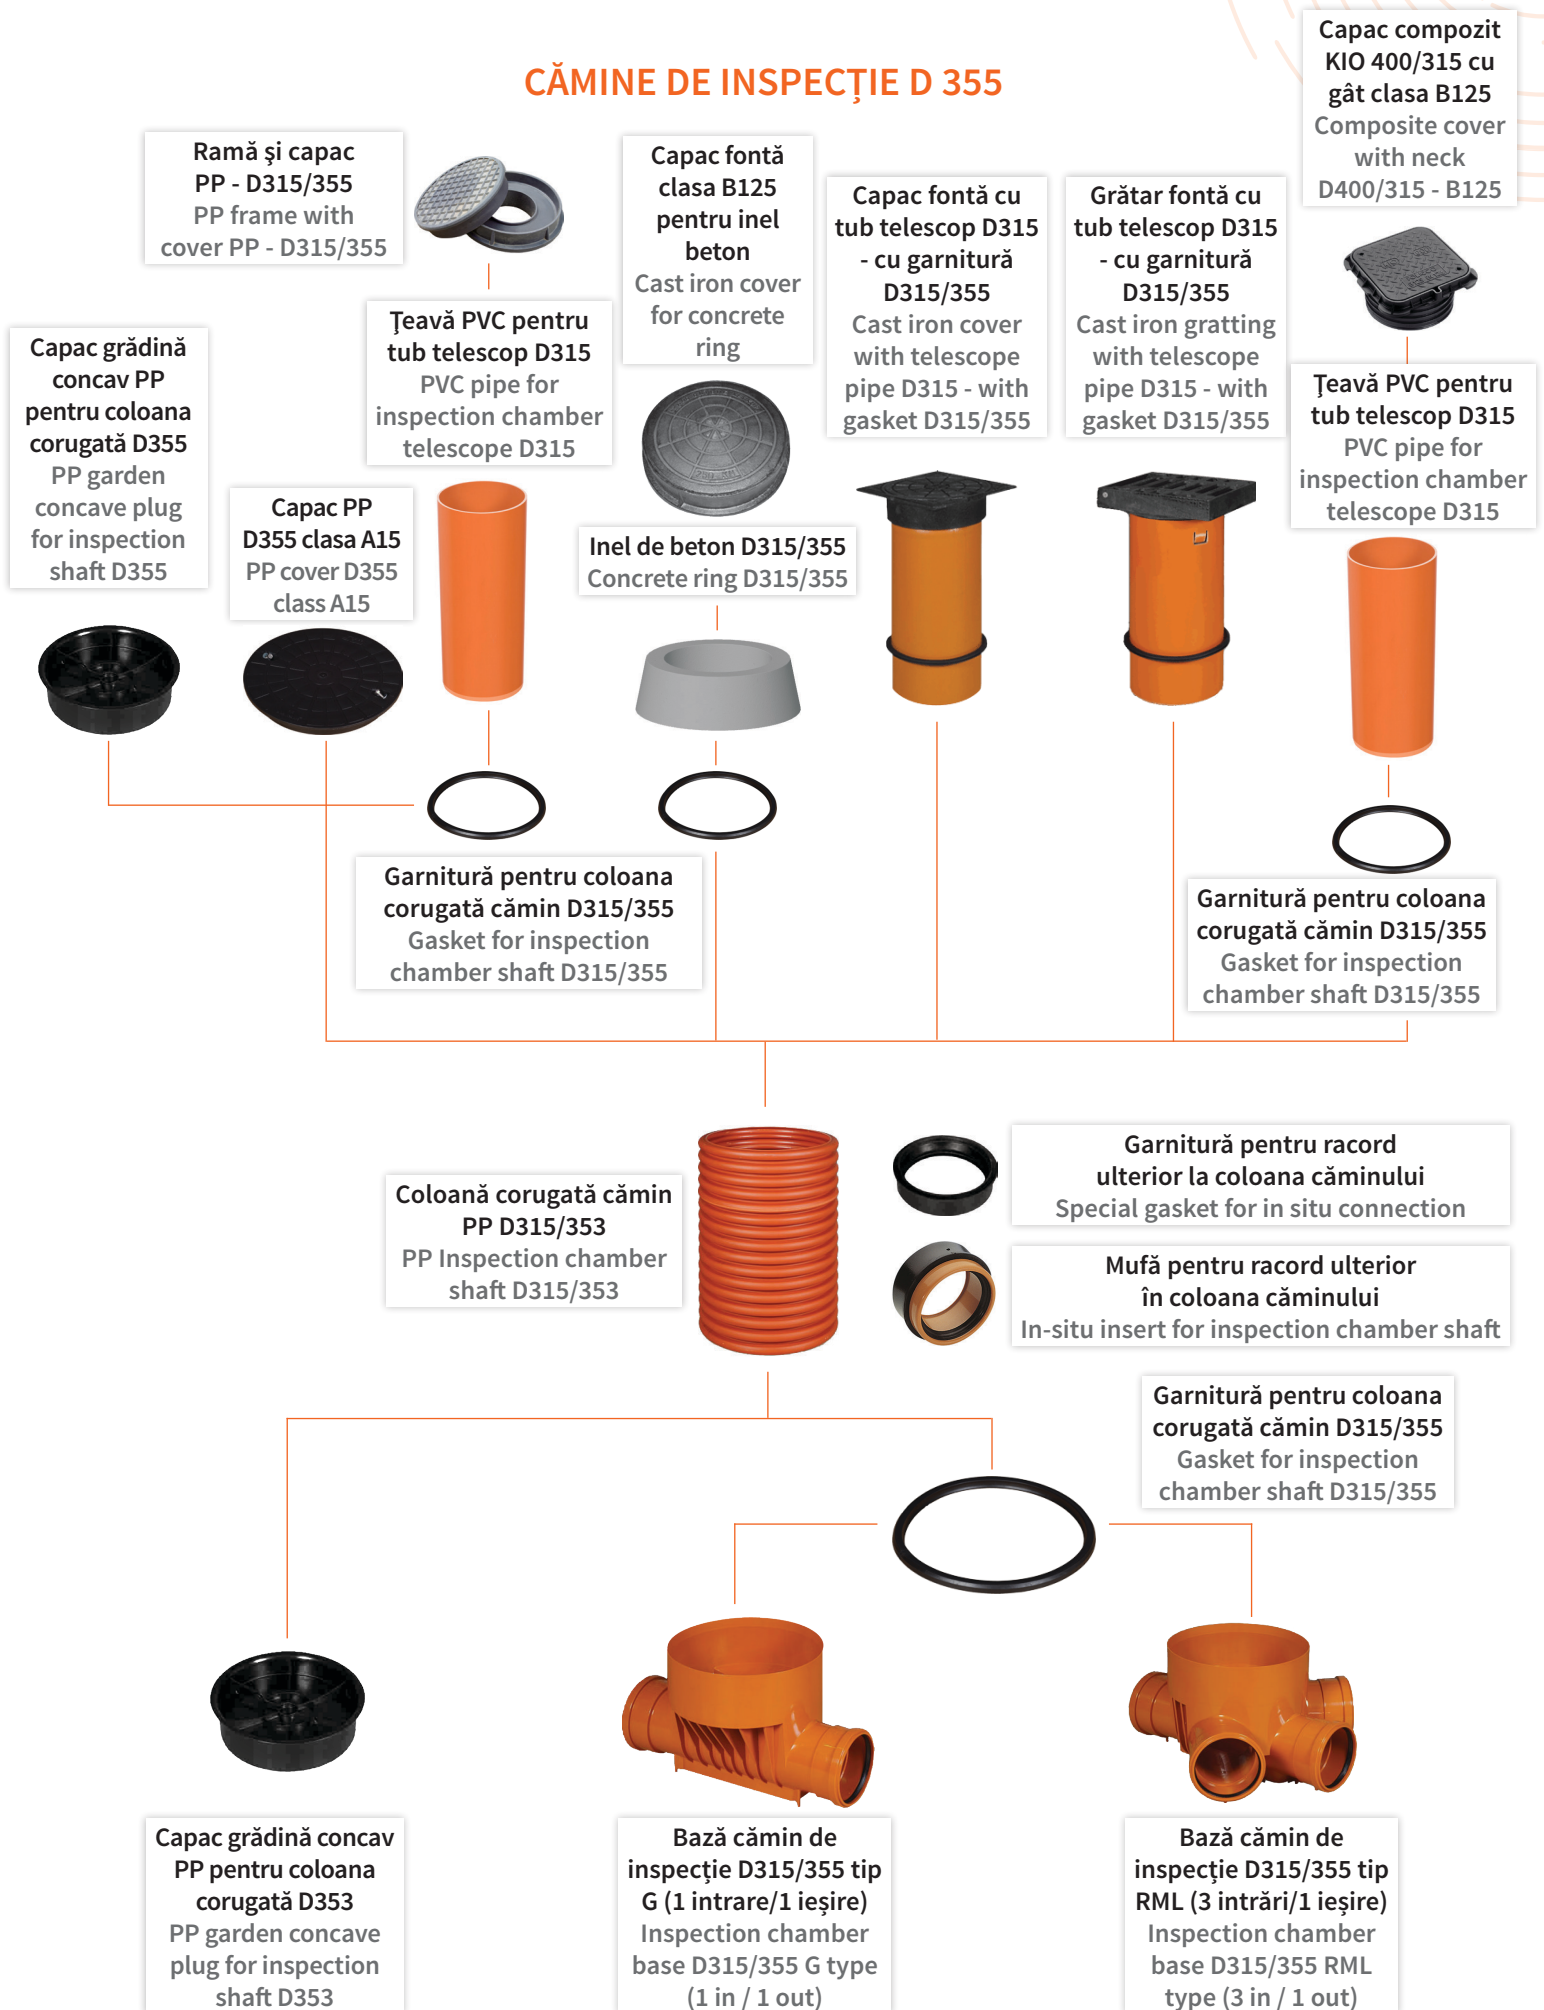 CĂMINE DE INSPECȚIE D 355
Capac compozit
KIO 400/315 cu
gât clasa B125
Composite cover
with neck
D400/315 - B125
Ramă şi capac
PP - D315/355
PP frame with
cover PP - D315/355
Capac fontă
clasa B125
pentru inel
beton
Cast iron cover
for concrete
ring
Capac fontă cu
tub telescop D315
- cu garnitură
D315/355
Cast iron cover
with telescope
pipe D315 - with
gasket D315/355
Grătar fontă cu
tub telescop D315
- cu garnitură
D315/355
Cast iron gratting
with telescope
pipe D315 - with
gasket D315/355
Capac grădină
concav PP
pentru coloana
corugată D355
PP garden
concave plug
for inspection
shaft D355
Țeavă PVC pentru
tub telescop D315
PVC pipe for
inspection chamber
telescope D315
Țeavă PVC pentru
tub telescop D315
PVC pipe for
inspection chamber
telescope D315
Capac PP
D355 clasa A15
PP cover D355
class A15
Inel de beton D315/355
Concrete ring D315/355
Garnitură pentru coloana
corugată cămin D315/355
Gasket for inspection
chamber shaft D315/355
Garnitură pentru coloana
corugată cămin D315/355
Gasket for inspection
chamber shaft D315/355
Coloană corugată cămin
PP D315/353
PP Inspection chamber
shaft D315/353
Garnitură pentru racord
ulterior la coloana căminului
Special gasket for in situ connection
Mufă pentru racord ulterior
în coloana căminului
In-situ insert for inspection chamber shaft
Garnitură pentru coloana
corugată cămin D315/355
Gasket for inspection
chamber shaft D315/355
Capac grădină concav
PP pentru coloana
corugată D353
PP garden concave
plug for inspection
shaft D353
Bază cămin de
inspecție D315/355 tip
G (1 intrare/1 ieșire)
Inspection chamber
base D315/355 G type
(1 in / 1 out)
Bază cămin de
inspecție D315/355 tip
RML (3 intrări/1 ieşire)
Inspection chamber
base D315/355 RML
type (3 in / 1 out)